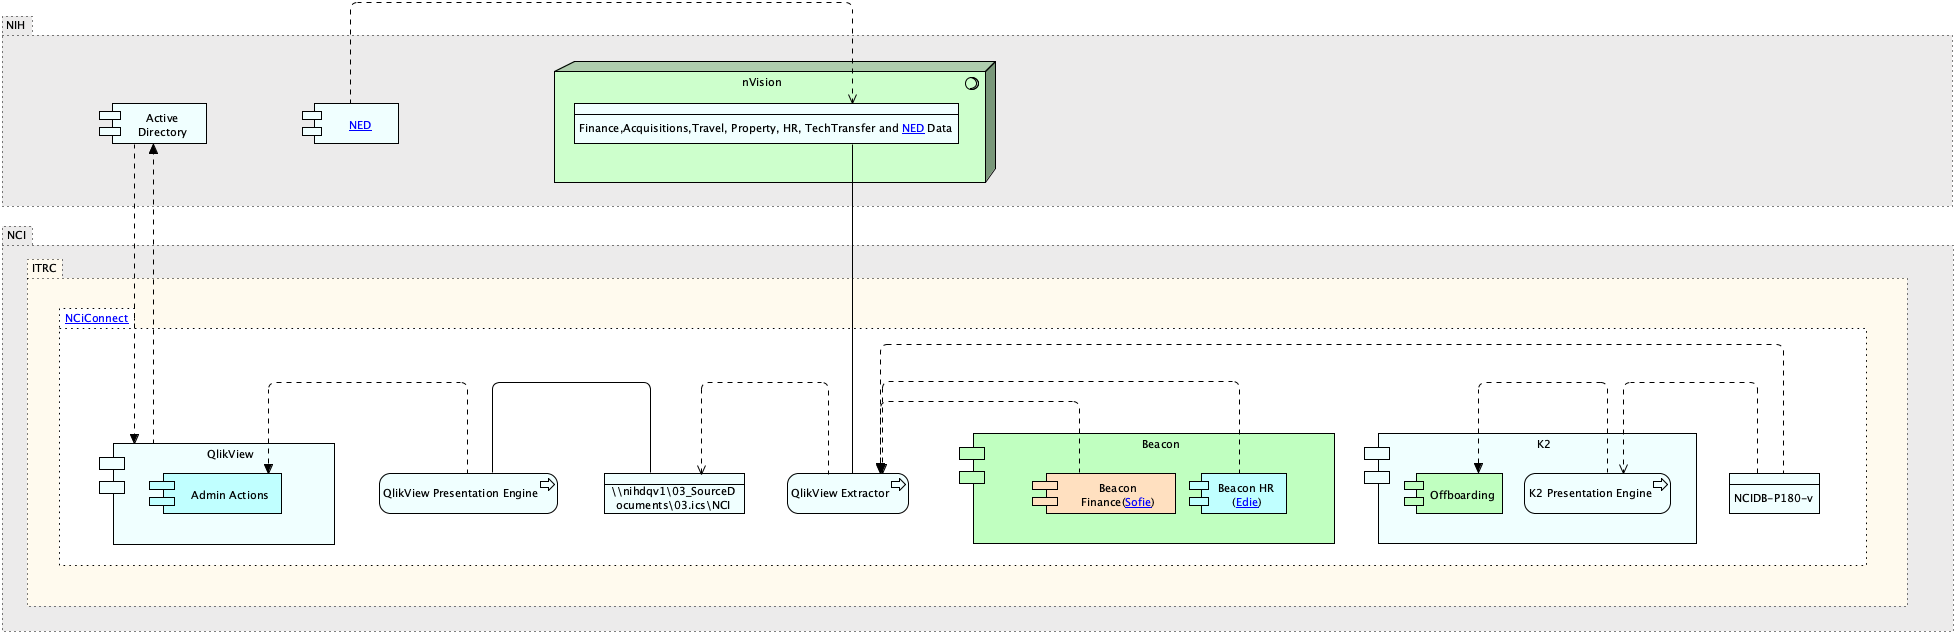 NIH
nVision
Active
Directory
NED
Finance,Acquisitions,Travel, Property, HR, TechTransfer and NED Data
NCI
ITRC
NCiConnect
QlikView
Admin Actions
QlikView Presentation Engine
\\nihdqv1\03_SourceD
ocuments\03.ics\NCI
QlikView Extractor
Beacon
Beacon
Finance(Sofie)
Beacon HR
(Edie)
K2
Offboarding
K2 Presentation Engine
NCIDB-P180-v